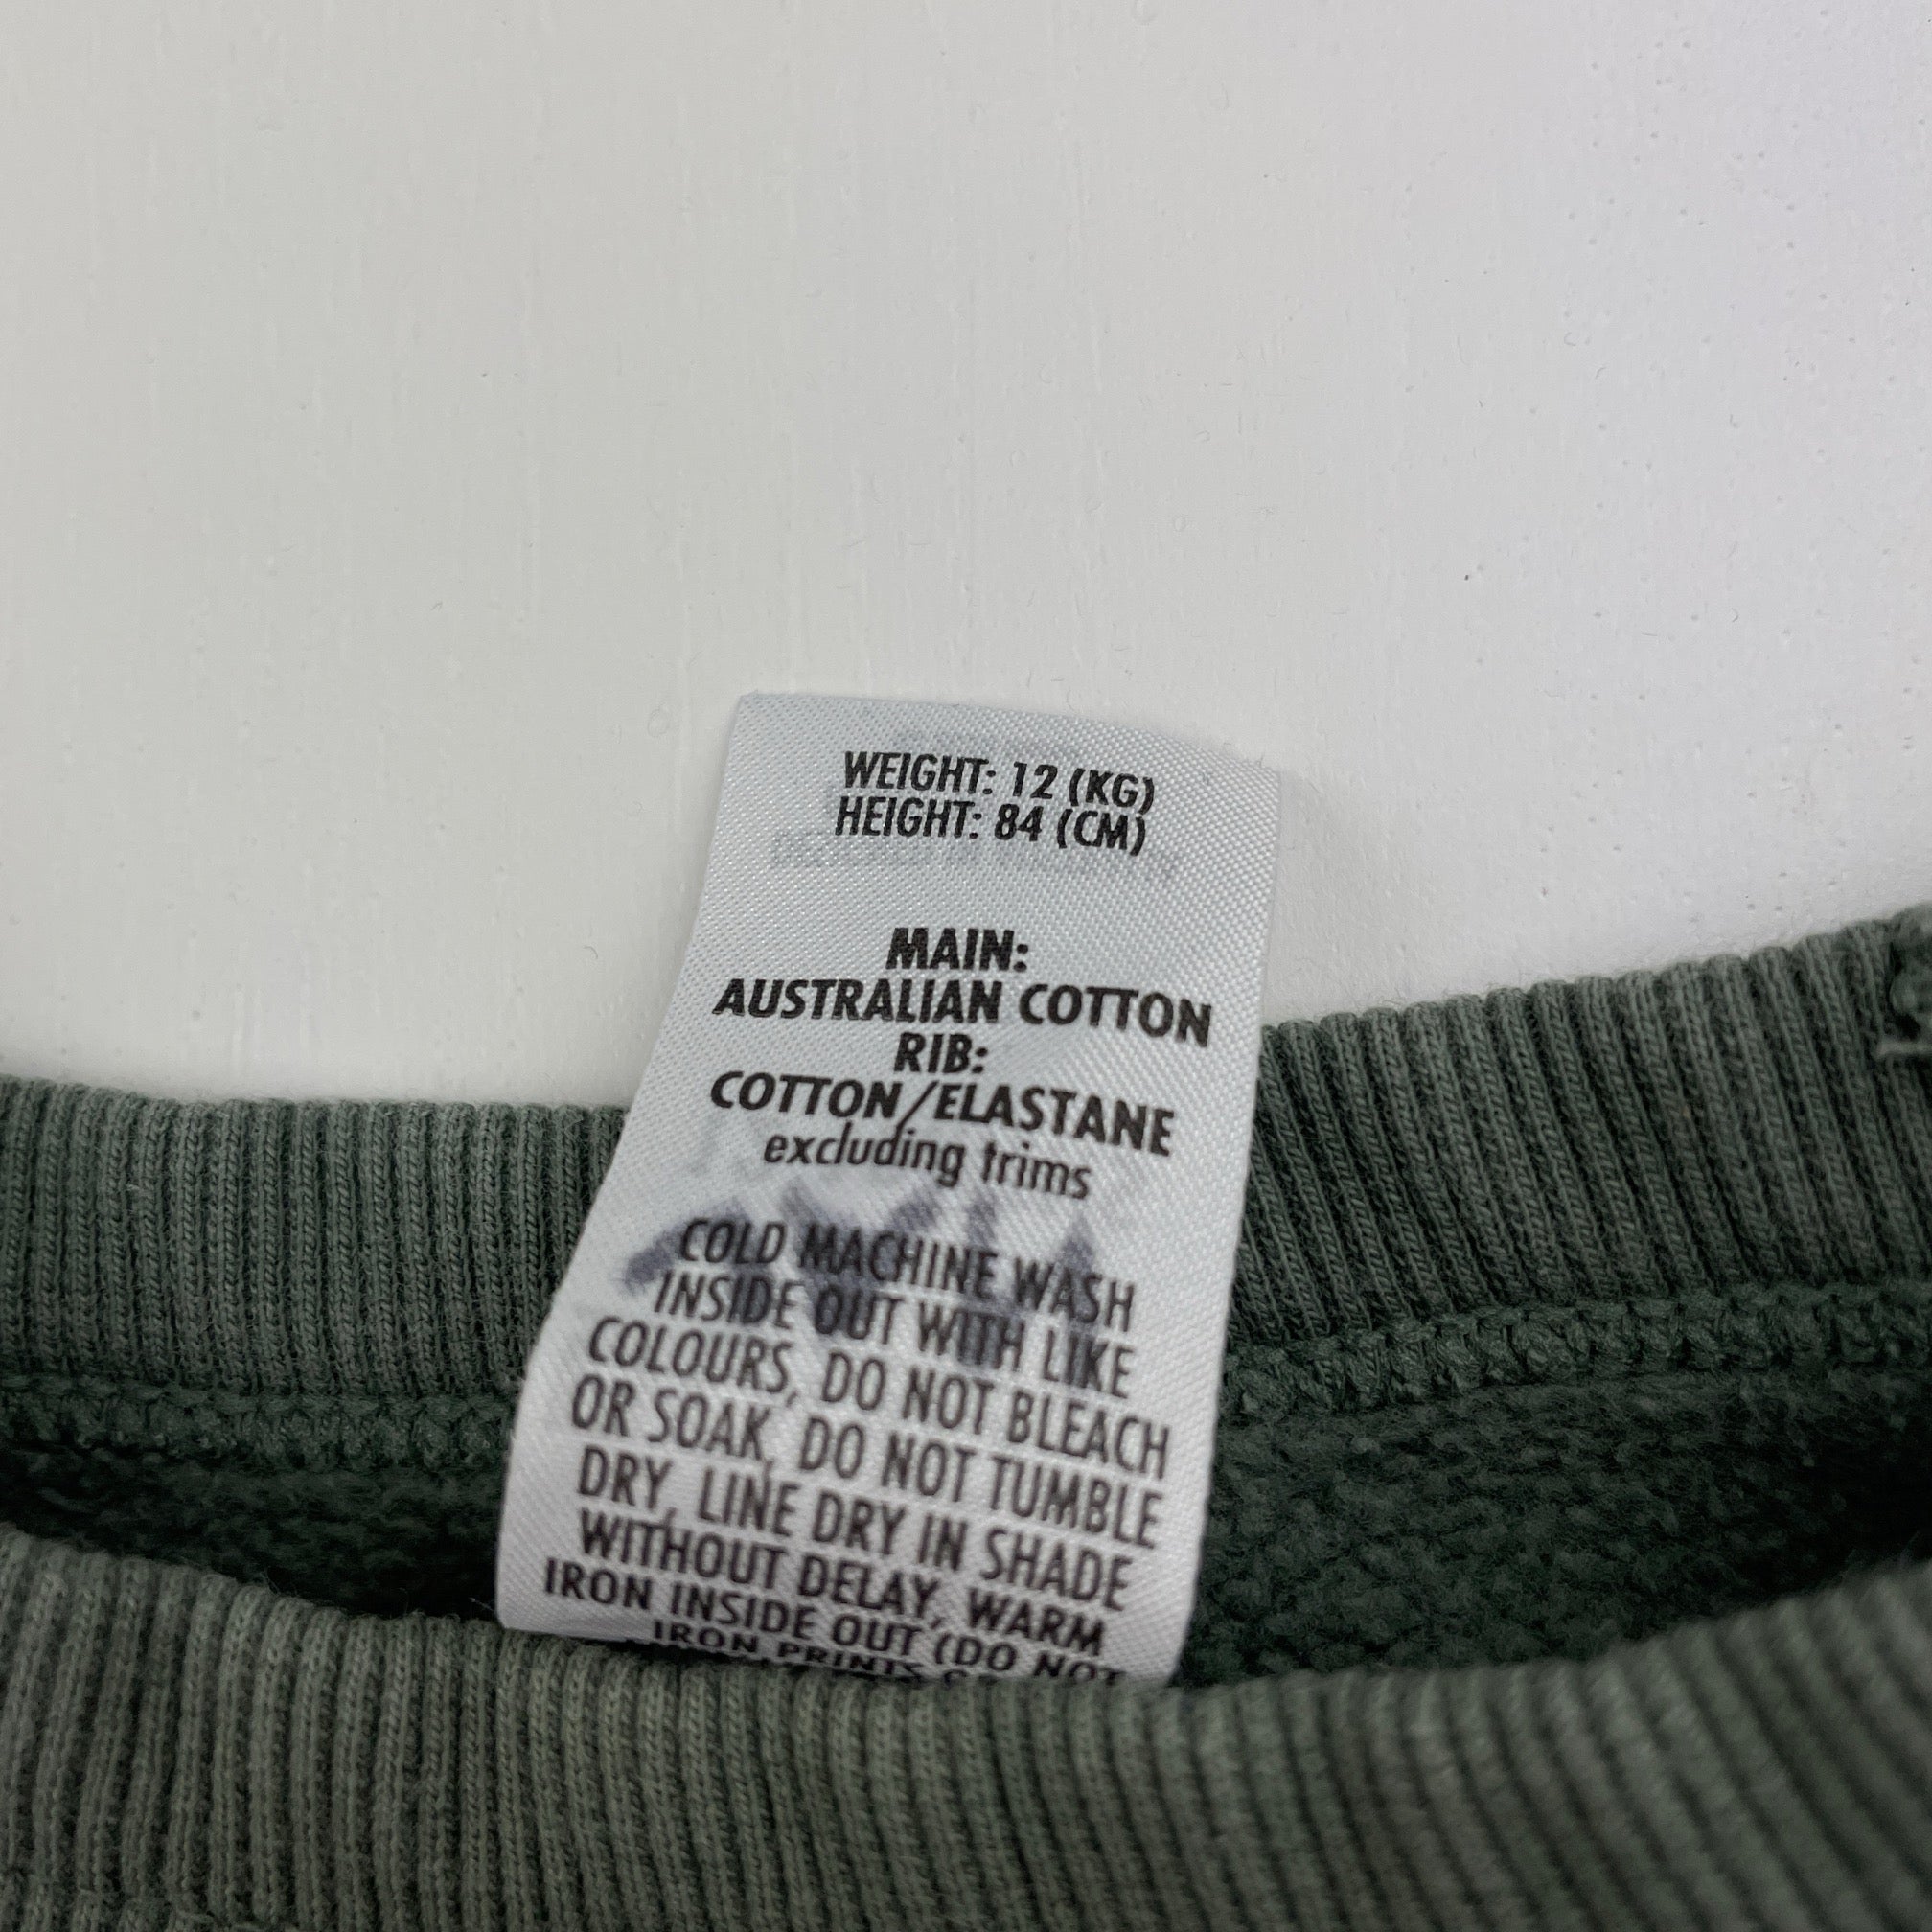 WEIGHT: 12 (KG)
HEIGHT: 84 (CM)
MAIN:
AUSTRALIAN COTTON
RIB:
COTTON/ELASTANE
excluding trims
COLD MACHINE WASH
INSIDE OUT WITH LIKE
COLOURS, DO NOT BLEACH
OR SOAK, DO NOT TUMBLE
DRY, LINE DRY IN SHADE
WITHOUT DELAY, WARM
IRON INSIDE OUT (DO NOT
IRON PRINTS